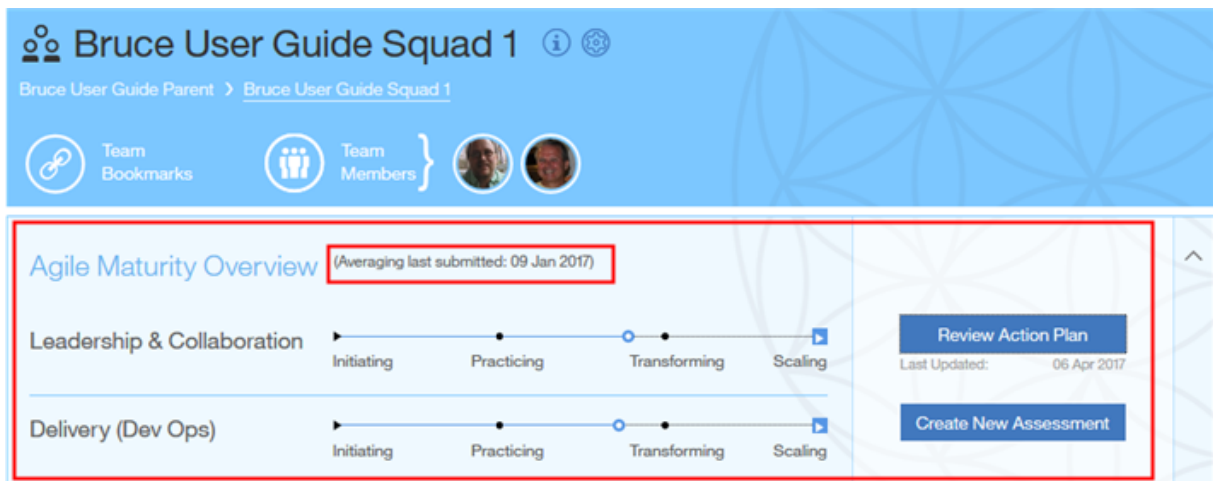 Bruce User Guide Squad 1
Bruce User Guide Parent > Bruce User Guide Squad 1
Team
Bookmarks
Team
Members
Agile Maturity Overview (Averaging last submitted: 09 Jan 2017)
Leadership & Collaboration
Initiating Practicing Transforming Scaling
Review Action Plan
Last Updated: 06 Apr 2017
Delivery (Dev Ops)
Initiating Practicing Transforming Scaling
Create New Assessment